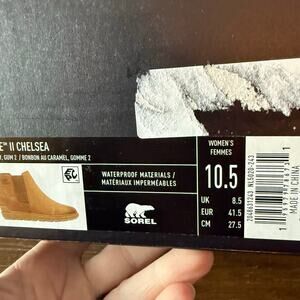 E™ II CHELSEA
, GUM 2 / BONBON AU CARAMEL, GOMME 2
WATERPROOF MATERIALS /
MATÉRIAUX IMPERMÉABLES
SOREL
WOMEN'S
FEMMES
10.5
UK 8.5
EUR 41.5
CM 27.5
MADE IN CHINA